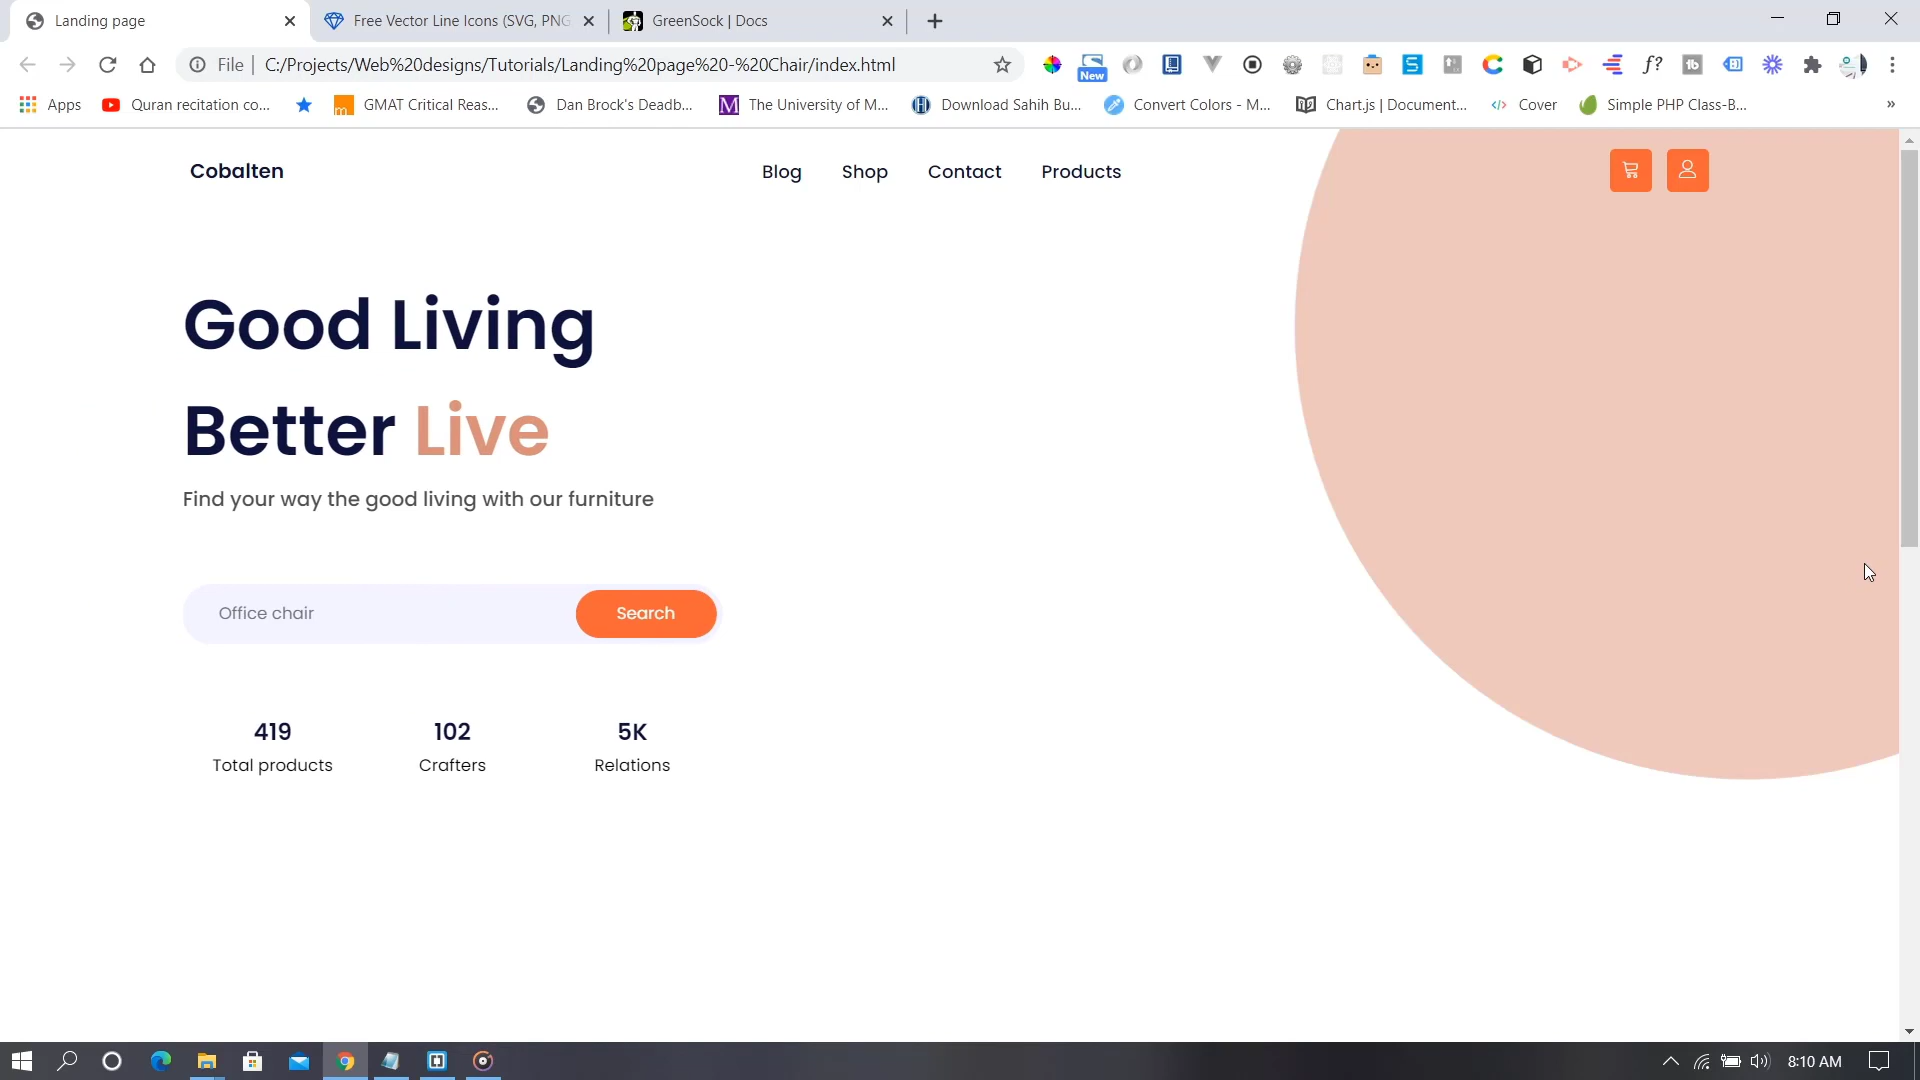 Landing page
Free Vector Line Icons (SVG, PNG
GreenSock | Docs
File
C:/Projects/Web%20designs/Tutorials/Landing%20page%20-%20Chair/index.html
New
f?
Apps
Quran recitation co...
GMAT Critical Reas...
Dan Brock's Deadb...
The University of M...
Download Sahih Bu...
Convert Colors - M...
Chart.js | Document...
Cover
Simple PHP Class-B...
»
Cobalten
Blog
Shop
Contact
Products
Good Living
Better Live
Find your way the good living with our furniture
Office chair
Search
419
102
5K
Total products
Crafters
Relations
8:10 AM